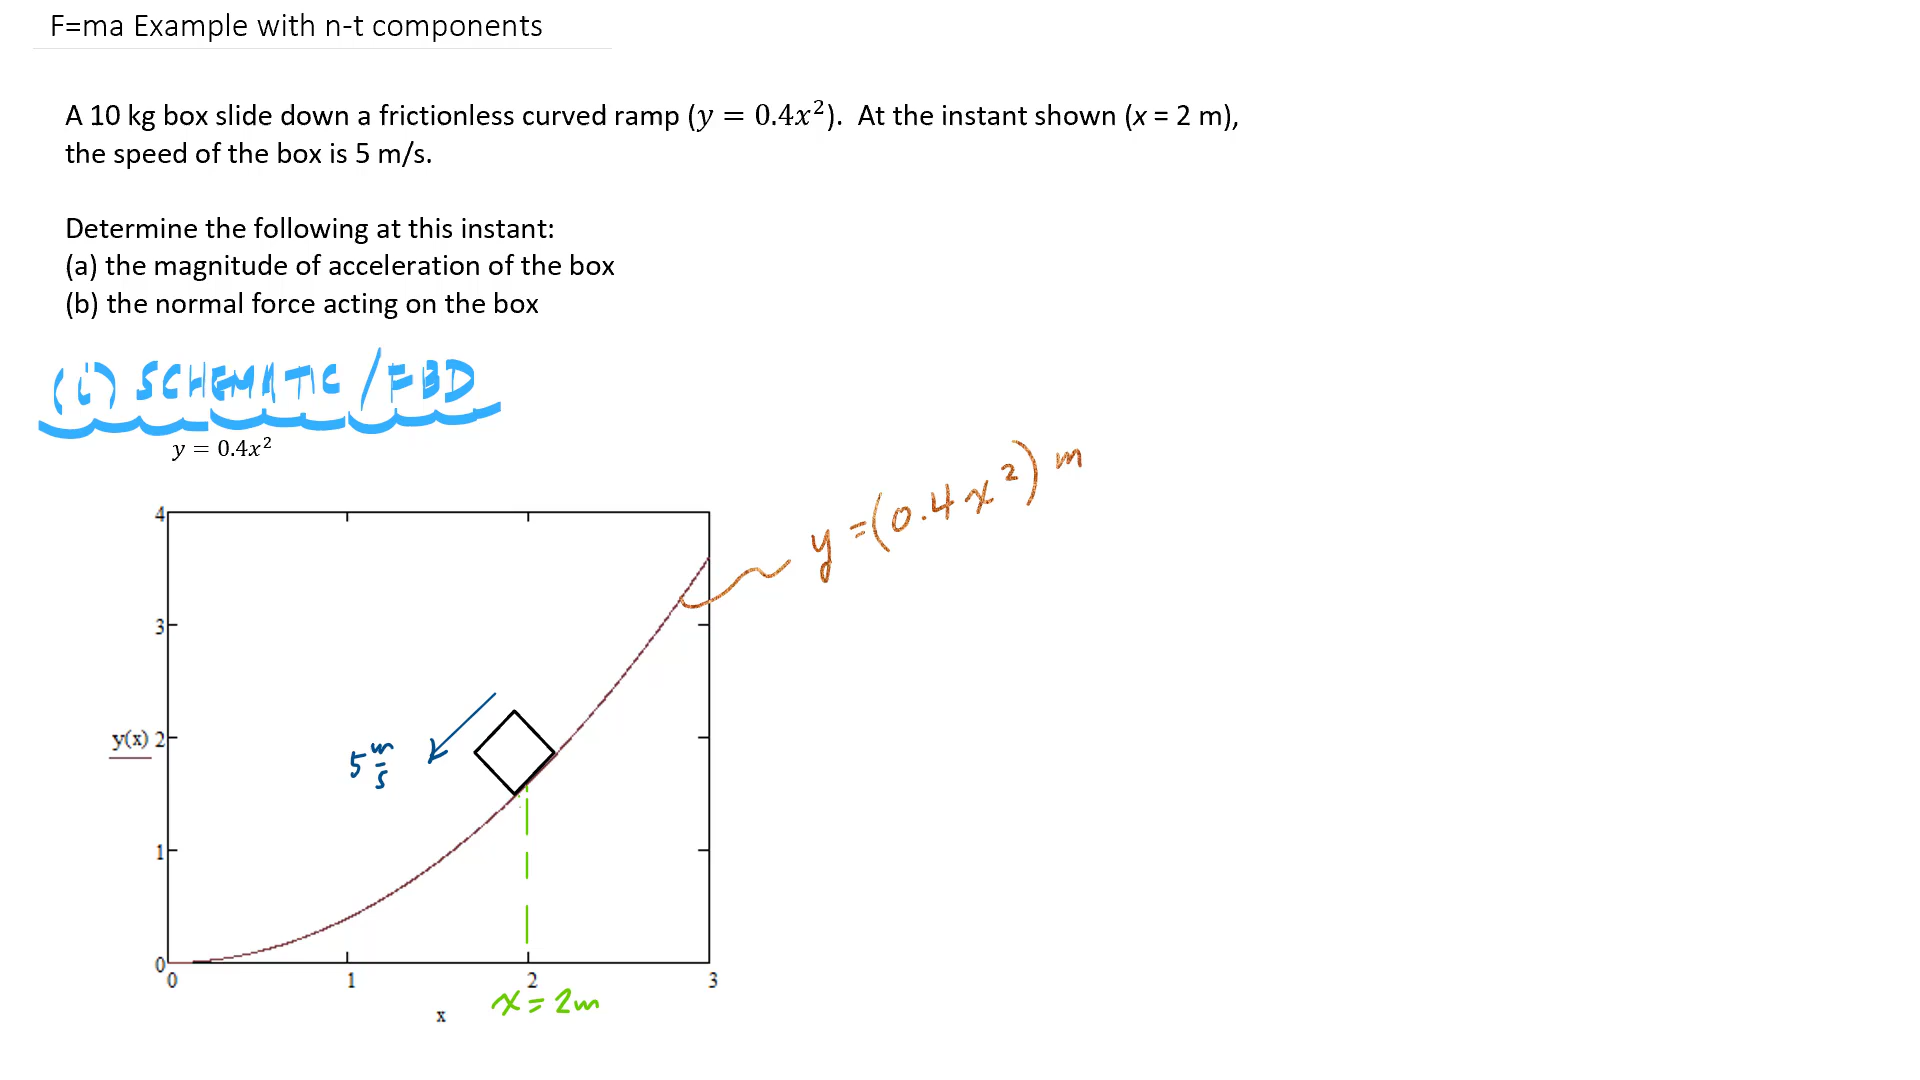 F=ma Example with n-t components
A 10 kg box slide down a frictionless curved ramp (y = 0.4x²). At the instant shown (x = 2 m),
the speed of the box is 5 m/s.
Determine the following at this instant:
(a) the magnitude of acceleration of the box
(b) the normal force acting on the box
(i) SCHEMATIC / FBD
y = 0.4x²
y = (0.4x²) m
4
3
y(x) 2
5 m/s
1
0
0 1 2 3
x = 2m
x